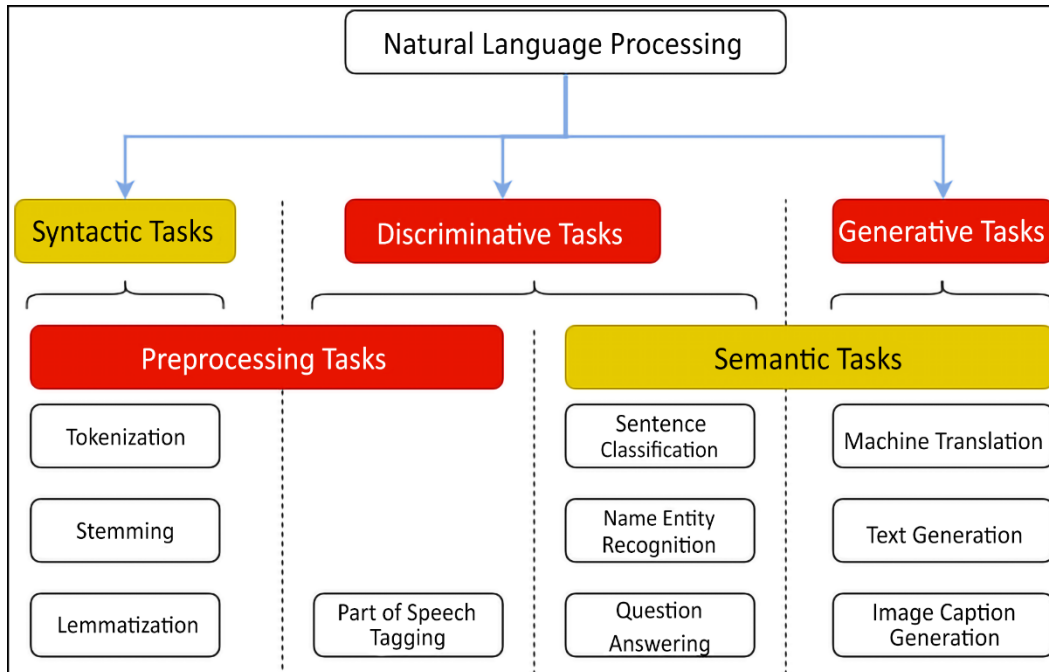 Natural Language Processing
Syntactic Tasks
Discriminative Tasks
Generative Tasks
Preprocessing Tasks
Semantic Tasks
Tokenization
Sentence
Classification
Machine Translation
Stemming
Name Entity
Recognition
Text Generation
Lemmatization
Part of Speech
Tagging
Question
Answering
Image Caption
Generation